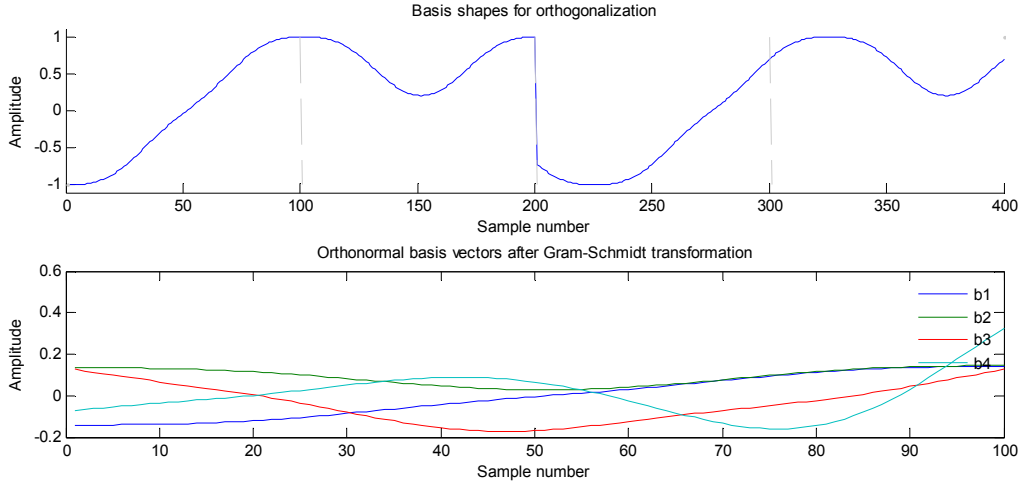 Basis shapes for orthogonalization
1
0.5
0
-0.5
-1
Amplitude
0 50 100 150 200 250 300 350 400
Sample number
Orthonormal basis vectors after Gram-Schmidt transformation
0.6
0.4
0.2
0
-0.2
Amplitude
b1
b2
b3
b4
0 10 20 30 40 50 60 70 80 90 100
Sample number